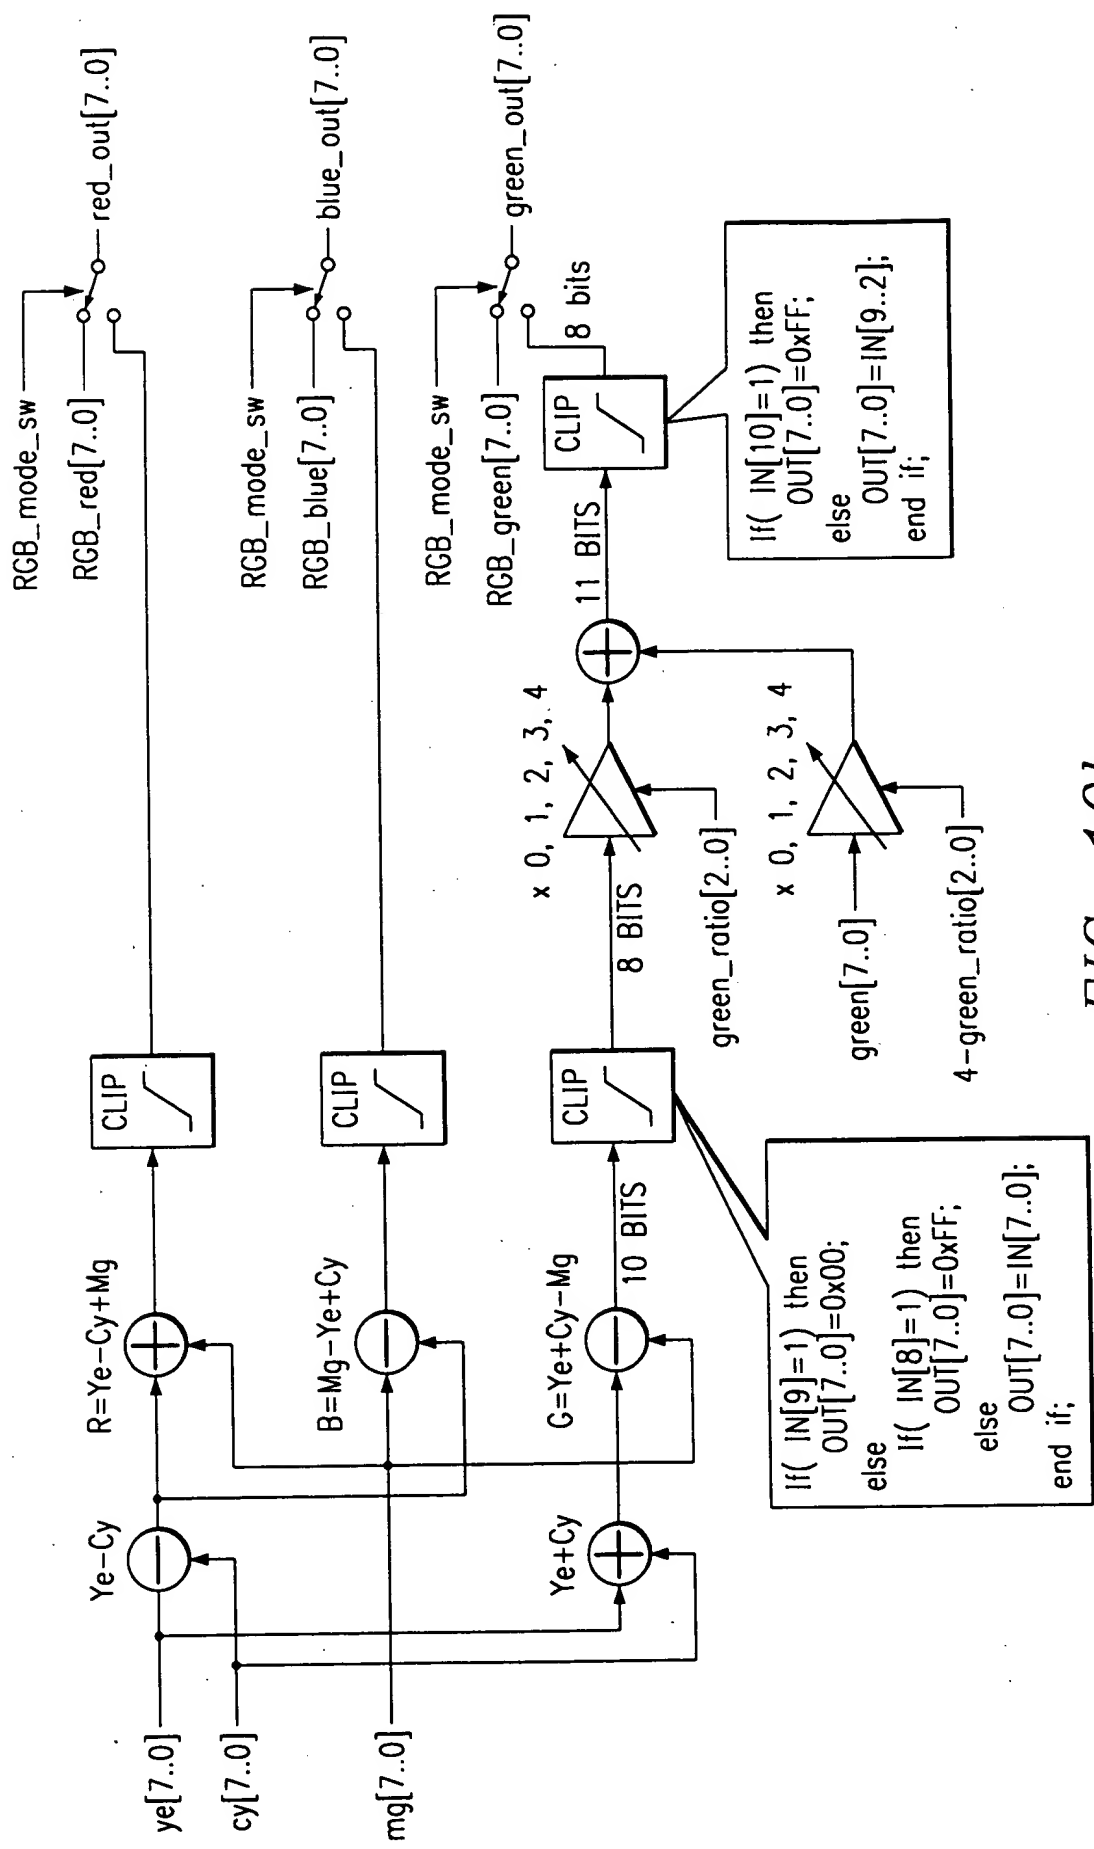 RGB_mode_sw
RGB_red[7..0]
red_out[7..0]
RGB_mode_sw
RGB_blue[7..0]
blue_out[7..0]
RGB_mode_sw
RGB_green[7..0]
green_out[7..0]
ye[7..0]
cy[7..0]
mg[7..0]
Ye-Cy
R=Ye-Cy+Mg
CLIP
B=Mg-Ye+Cy
CLIP
Ye+Cy
G=Ye+Cy-Mg
10 BITS
CLIP
8 BITS
x 0, 1, 2, 3, 4
green_ratio[2..0]
11 BITS
CLIP
8 bits
green[7..0]
x 0, 1, 2, 3, 4
4-green_ratio[2..0]
If( IN[9]=1) then
OUT[7..0]=0x00;
else
If( IN[8]=1) then
OUT[7..0]=0xFF;
else
OUT[7..0]=IN[7..0];
end if;
If( IN[10]=1) then
OUT[7..0]=0xFF;
else
OUT[7..0]=IN[9..2];
end if;